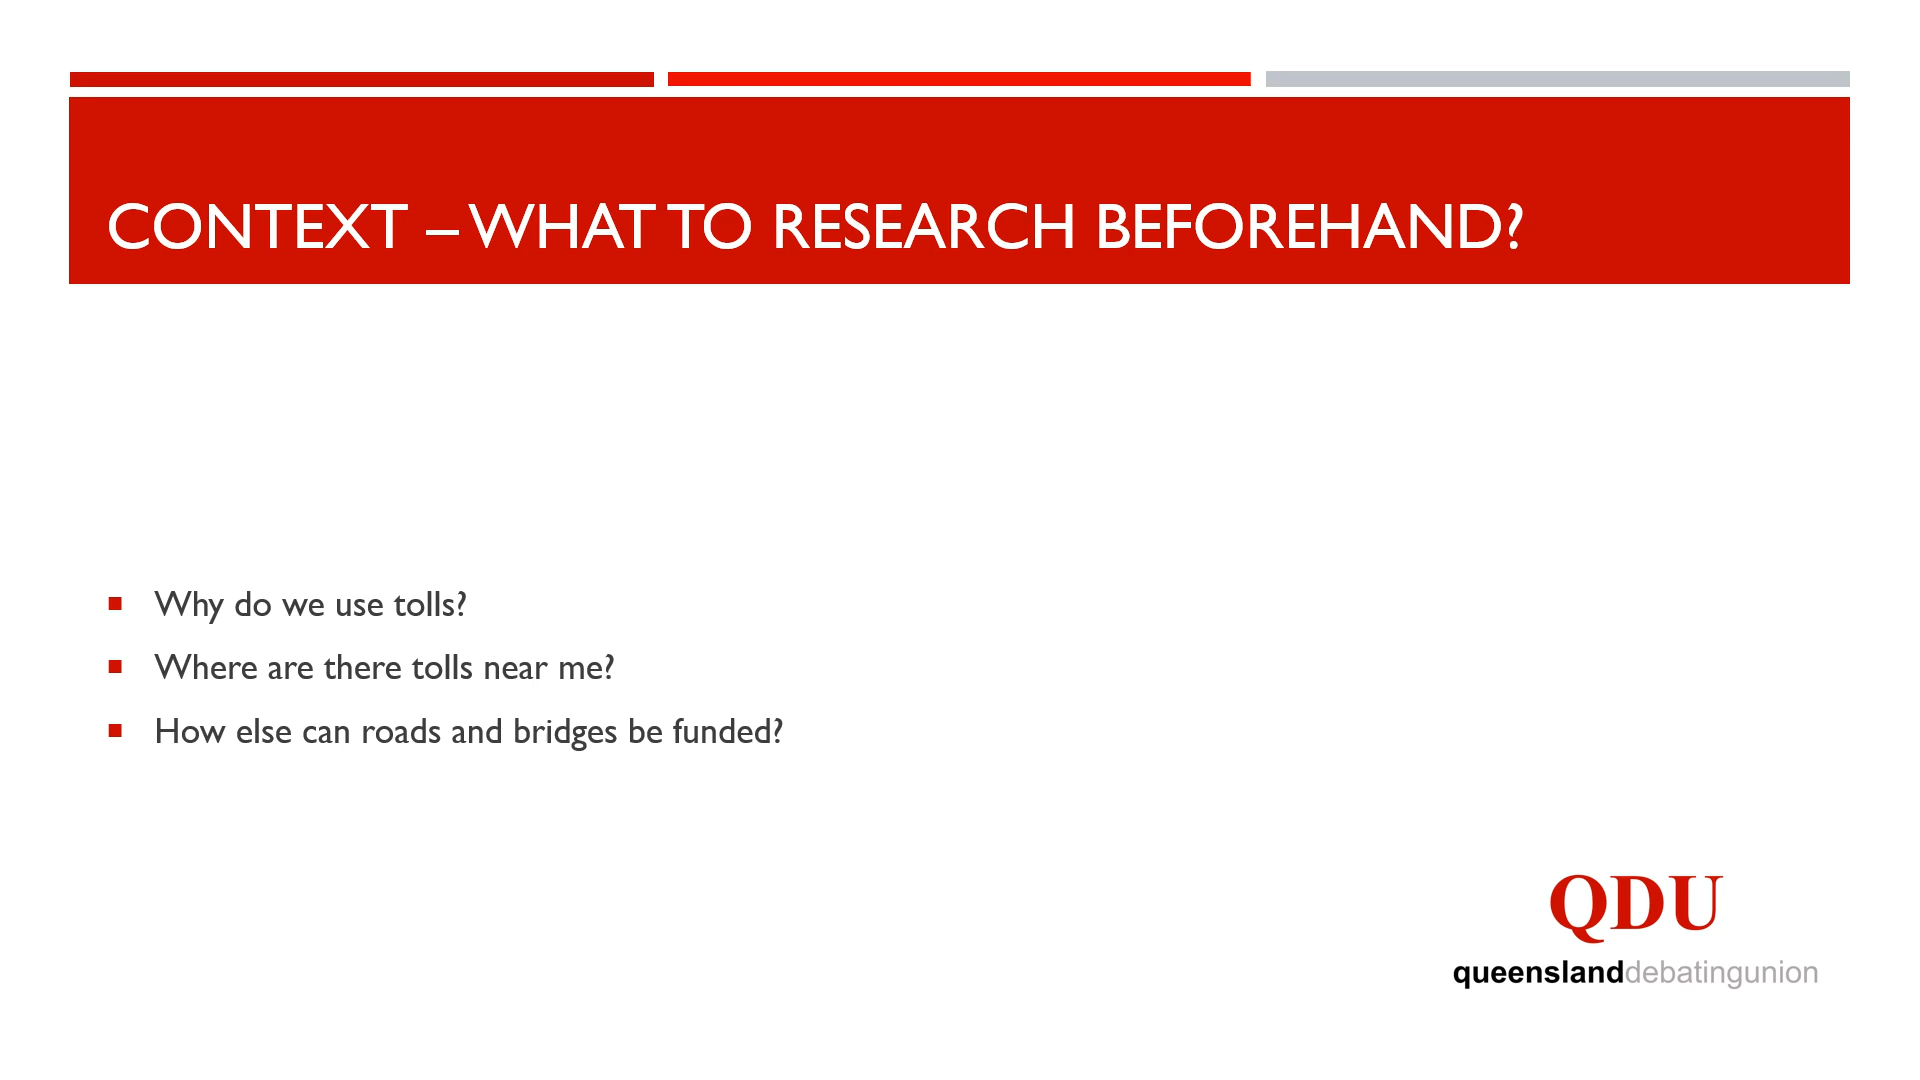 CONTEXT – WHAT TO RESEARCH BEFOREHAND?
Why do we use tolls?
Where are there tolls near me?
How else can roads and bridges be funded?
QDU
queenslanddebatingunion